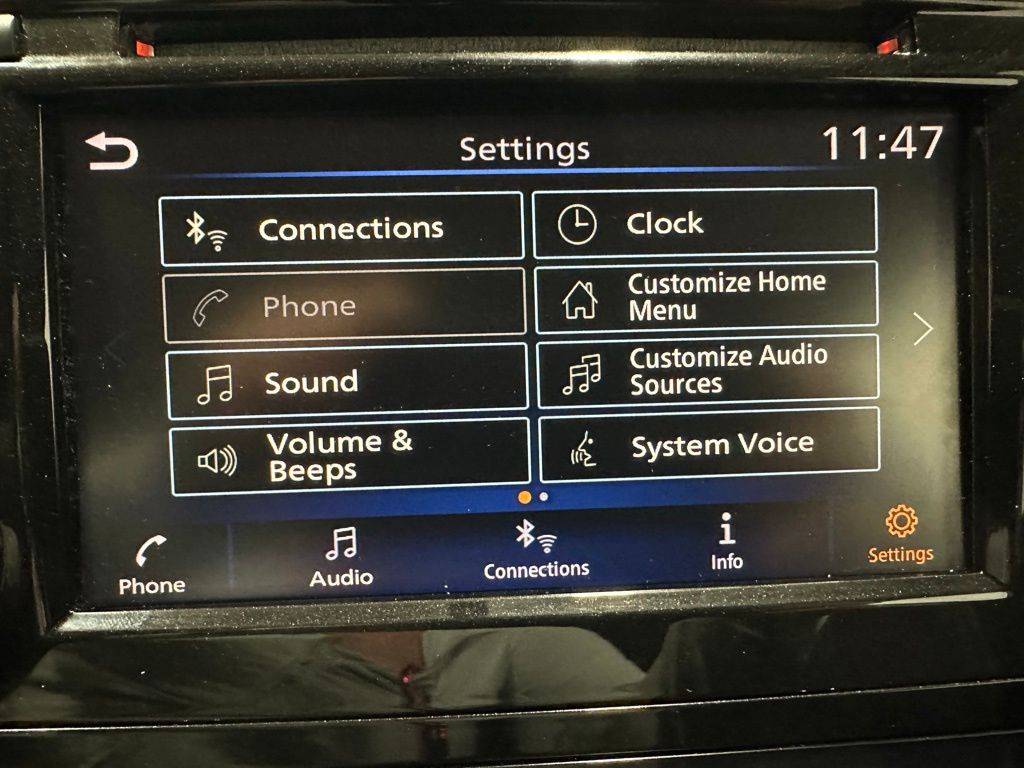 Settings
11:47
Connections
Clock
Phone
Customize Home
Menu
Sound
Customize Audio
Sources
Volume &
Beeps
System Voice
Phone
Audio
Connections
Info
Settings